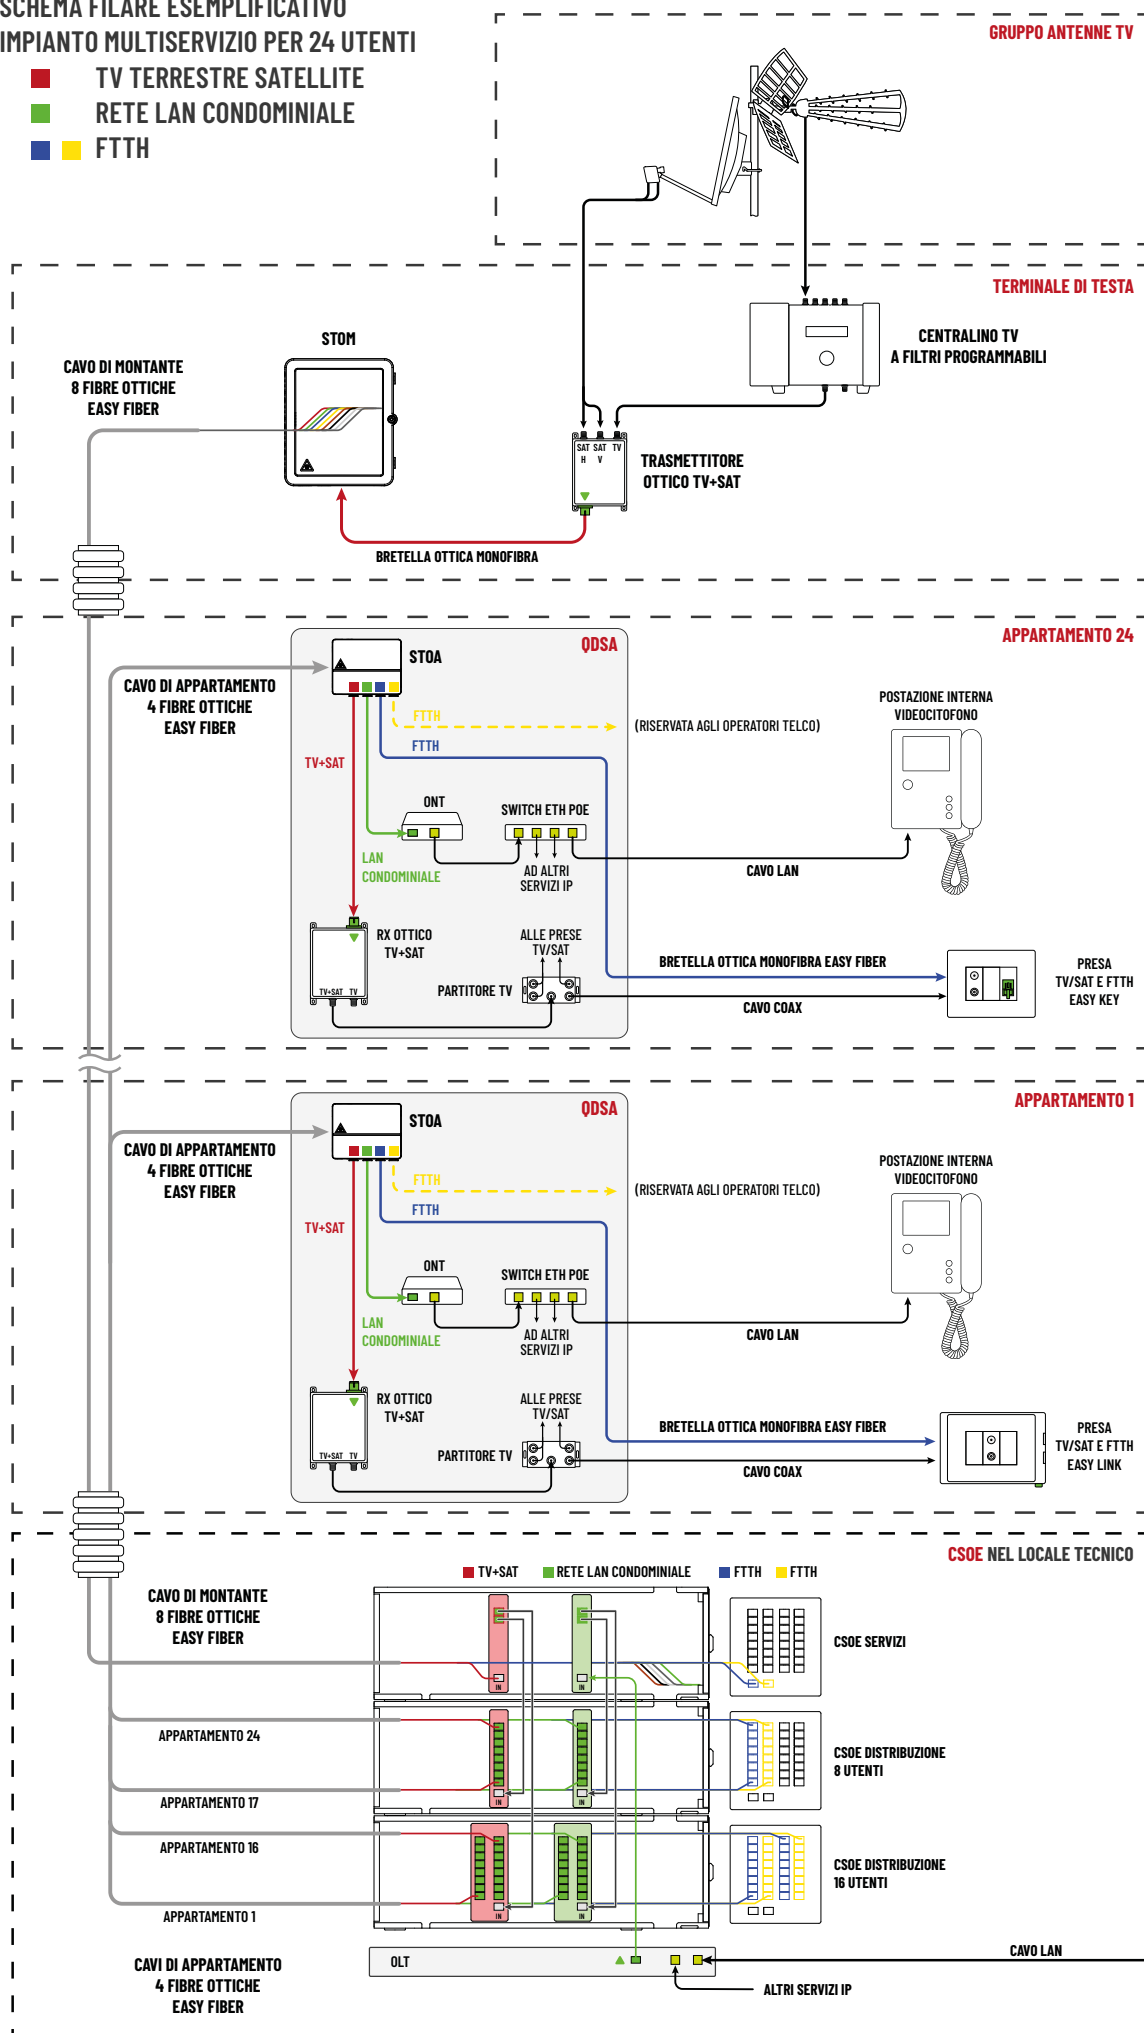 SCHEMA FILARE ESEMPLIFICATIVO
IMPIANTO MULTISERVIZIO PER 24 UTENTI
TV TERRESTRE SATELLITE
RETE LAN CONDOMINIALE
FTTH
GRUPPO ANTENNE TV
TERMINALE DI TESTA
CENTRALINO TV
A FILTRI PROGRAMMABILI
STOM
CAVO DI MONTANTE
8 FIBRE OTTICHE
EASY FIBER
SAT SAT TV
H V
TRASMETTITORE
OTTICO TV+SAT
BRETELLA OTTICA MONOFIBRA
APPARTAMENTO 24
QDSA
STOA
CAVO DI APPARTAMENTO
4 FIBRE OTTICHE
EASY FIBER
FTTH
(RISERVATA AGLI OPERATORI TELCO)
FTTH
TV+SAT
POSTAZIONE INTERNA
VIDEOCITOFONO
ONT
SWITCH ETH POE
LAN
CONDOMINIALE
AD ALTRI
SERVIZI IP
CAVO LAN
RX OTTICO
TV+SAT
TV+SAT TV
ALLE PRESE
TV/SAT
PARTITORE TV
BRETELLA OTTICA MONOFIBRA EASY FIBER
CAVO COAX
PRESA
TV/SAT E FTTH
EASY KEY
APPARTAMENTO 1
QDSA
STOA
CAVO DI APPARTAMENTO
4 FIBRE OTTICHE
EASY FIBER
FTTH
(RISERVATA AGLI OPERATORI TELCO)
FTTH
TV+SAT
POSTAZIONE INTERNA
VIDEOCITOFONO
ONT
SWITCH ETH POE
LAN
CONDOMINIALE
AD ALTRI
SERVIZI IP
CAVO LAN
RX OTTICO
TV+SAT
TV+SAT TV
ALLE PRESE
TV/SAT
PARTITORE TV
BRETELLA OTTICA MONOFIBRA EASY FIBER
CAVO COAX
PRESA
TV/SAT E FTTH
EASY LINK
CSOE NEL LOCALE TECNICO
TV+SAT
RETE LAN CONDOMINIALE
FTTH
FTTH
CAVO DI MONTANTE
8 FIBRE OTTICHE
EASY FIBER
IN
IN
CSOE SERVIZI
APPARTAMENTO 24
APPARTAMENTO 17
IN
IN
CSOE DISTRIBUZIONE
8 UTENTI
APPARTAMENTO 16
APPARTAMENTO 1
IN
IN
CSOE DISTRIBUZIONE
16 UTENTI
CAVI DI APPARTAMENTO
4 FIBRE OTTICHE
EASY FIBER
OLT
CAVO LAN
ALTRI SERVIZI IP